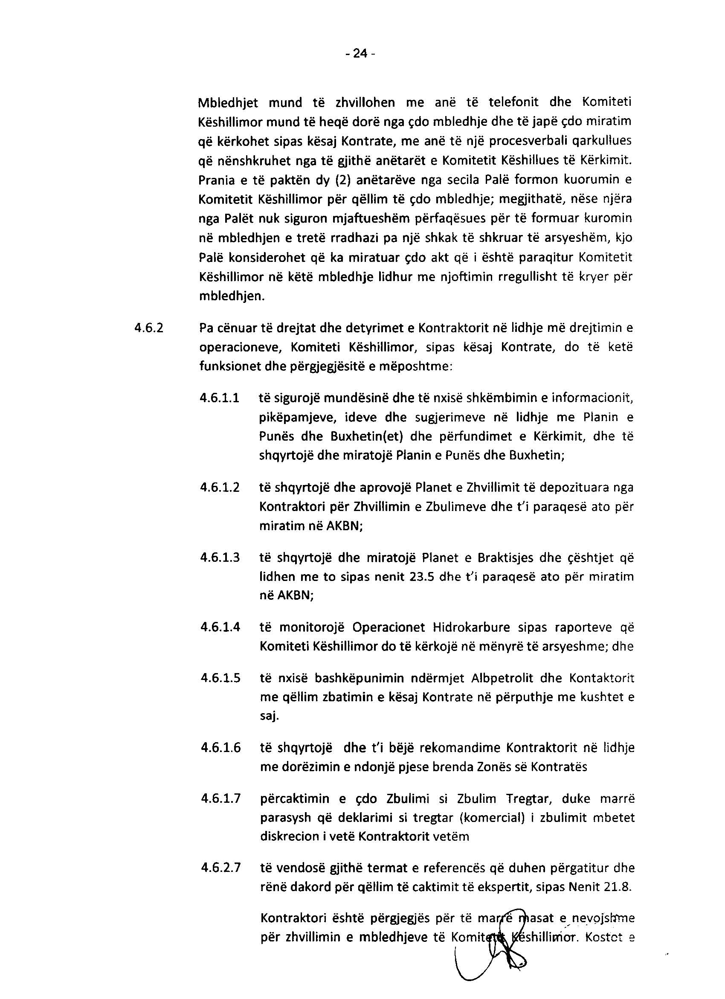 - 24 -
Mbledhjet mund të zhvillohen me anë të telefonit dhe Komiteti
Këshillimor mund të heqë dorë nga çdo mbledhje dhe të japë çdo miratim
që kërkohet sipas kësaj Kontrate, me anë të një procesverbali qarkullues
që nënshkruhet nga të gjithë anëtarët e Komitetit Këshillues të Kërkimit.
Prania e të paktën dy (2) anëtarëve nga secila Palë formon kuorumin e
Komitetit Këshillimor për qëllim të çdo mbledhje; megjithatë, nëse njëra
nga Palët nuk siguron mjaftueshëm përfaqësues për të formuar kuromin
në mbledhjen e tretë rradhazi pa një shkak të shkruar të arsyeshëm, kjo
Palë konsiderohet që ka miratuar çdo akt që i është paraqitur Komitetit
Këshillimor në këtë mbledhje lidhur me njoftimin rregullisht të kryer për
mbledhjen.
4.6.2 Pa cënuar të drejtat dhe detyrimet e Kontraktorit në lidhje më drejtimin e
operacioneve, Komiteti Këshillimor, sipas kësaj Kontrate, do të ketë
funksionet dhe përgjegjësitë e mëposhtme:
4.6.1.1 të sigurojë mundësinë dhe të nxisë shkëmbimin e informacionit,
pikëpamjeve, ideve dhe sugjerimeve në lidhje me Planin e
Punës dhe Buxhetin(et) dhe përfundimet e Kërkimit, dhe të
shqyrtojë dhe miratojë Planin e Punës dhe Buxhetin;
4.6.1.2 të shqyrtojë dhe aprovojë Planet e Zhvillimit të depozituara nga
Kontraktori për Zhvillimin e Zbulimeve dhe t'i paraqesë ato për
miratim në AKBN;
4.6.1.3 të shqyrtojë dhe miratojë Planet e Braktisjes dhe çështjet që
lidhen me to sipas nenit 23.5 dhe t'i paraqesë ato për miratim
në AKBN;
4.6.1.4 të monitorojë Operacionet Hidrokarbure sipas raporteve që
Komiteti Këshillimor do të kërkojë në mënyrë të arsyeshme; dhe
4.6.1.5 të nxisë bashkëpunimin ndërmjet Albpetrolit dhe Kontaktorit
me qëllim zbatimin e kësaj Kontrate në përputhje me kushtet e
saj.
4.6.1.6 të shqyrtojë dhe t'i bëjë rekomandime Kontraktorit në lidhje
me dorëzimin e ndonjë pjese brenda Zonës së Kontratës
4.6.1.7 përcaktimin e çdo Zbulimi si Zbulim Tregtar, duke marrë
parasysh që deklarimi si tregtar (komercial) i zbulimit mbetet
diskrecion i vetë Kontraktorit vetëm
4.6.2.7 të vendosë gjithë termat e referencës që duhen përgatitur dhe
rënë dakord për qëllim të caktimit të ekspertit, sipas Nenit 21.8.
Kontraktori është përgjegjës për të marrë masat e nevojshme
për zhvillimin e mbledhjeve të Komitetit Këshillimor. Kostot e